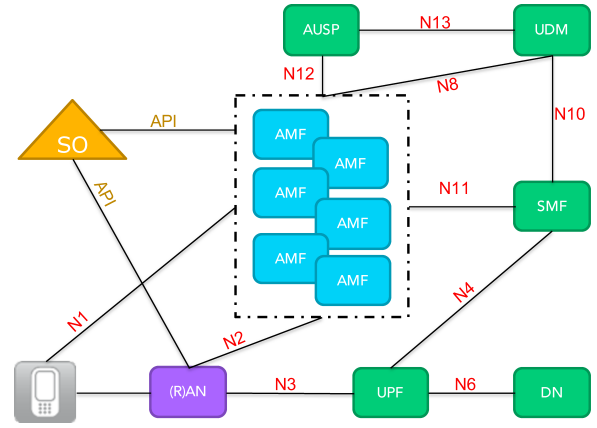 AUSP
N13
UDM
N12
N8
API
SO
AMF
AMF
N10
API
AMF
N11
AMF
SMF
AMF
AMF
N1
N2
N4
(R)AN
N3
UPF
N6
DN